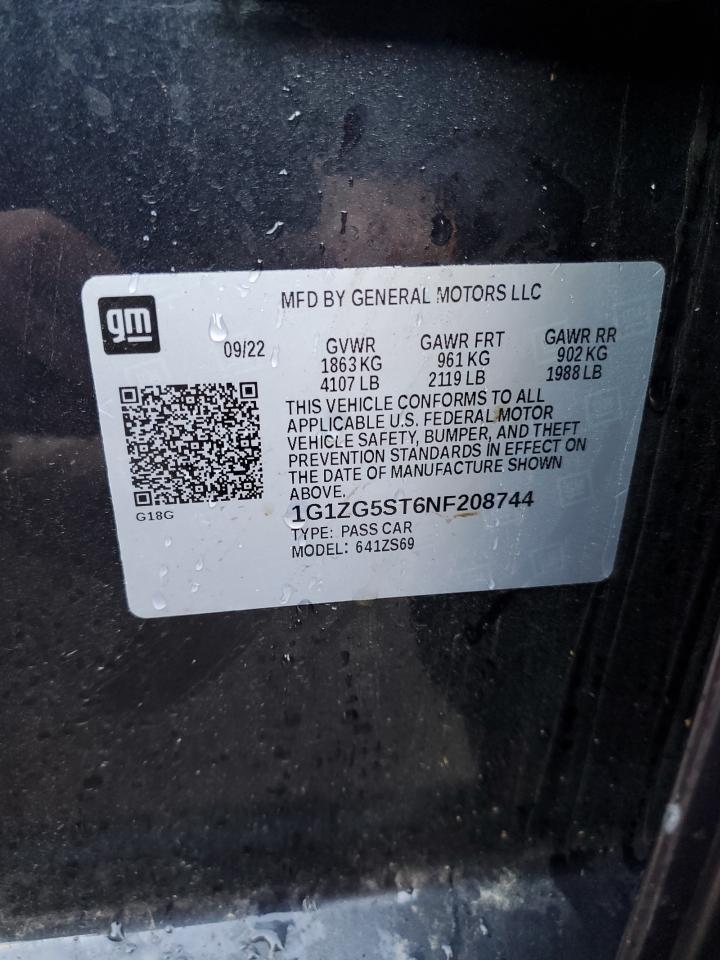 gm
MFD BY GENERAL MOTORS LLC
09/22
GVWR
1863 KG
4107 LB
GAWR FRT
961 KG
2119 LB
GAWR RR
902 KG
1988 LB
THIS VEHICLE CONFORMS TO ALL
APPLICABLE U.S. FEDERAL MOTOR
VEHICLE SAFETY, BUMPER, AND THEFT
PREVENTION STANDARDS IN EFFECT ON
THE DATE OF MANUFACTURE SHOWN
ABOVE.
G18G
1G1ZG5ST6NF208744
TYPE: PASS CAR
MODEL: 641ZS69